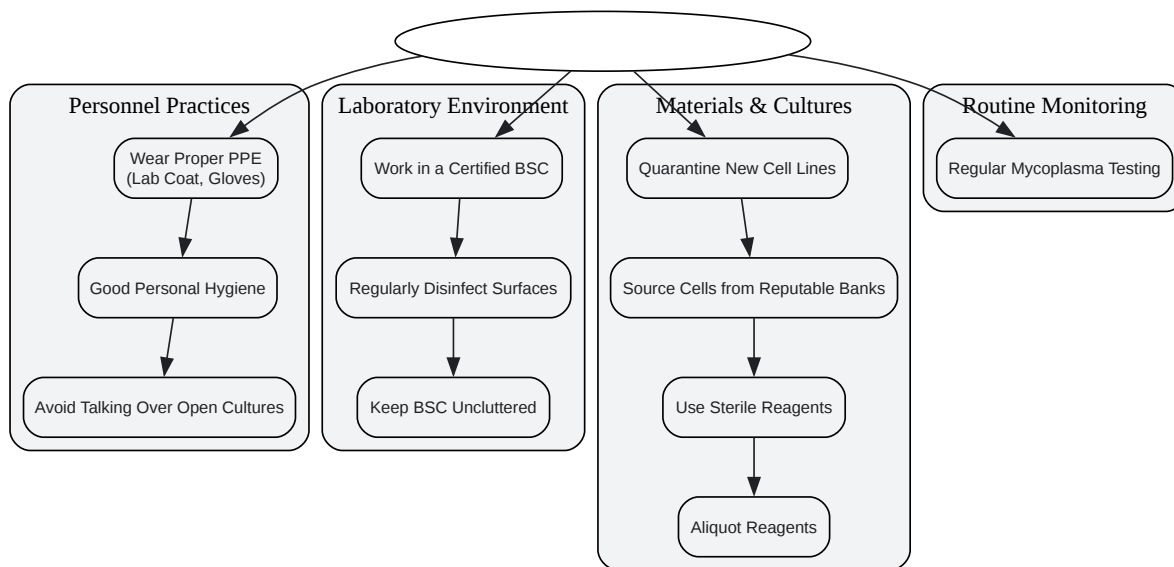 Personnel Practices
Wear Proper PPE
(Lab Coat, Gloves)
Good Personal Hygiene
Avoid Talking Over Open Cultures
Laboratory Environment
Work in a Certified BSC
Regularly Disinfect Surfaces
Keep BSC Uncluttered
Materials & Cultures
Quarantine New Cell Lines
Source Cells from Reputable Banks
Use Sterile Reagents
Aliquot Reagents
Routine Monitoring
Regular Mycoplasma Testing